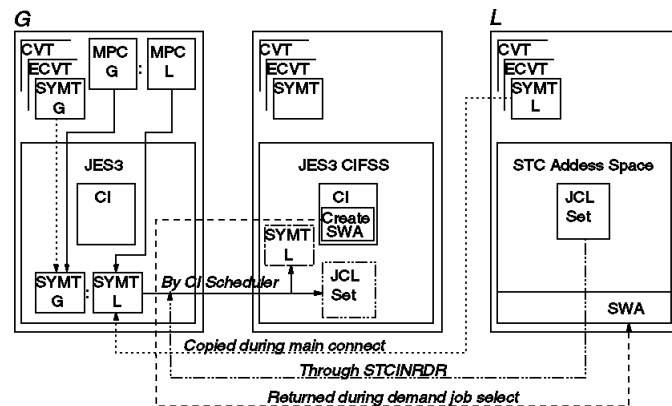 G
L
CVT
ECVT
SYMT
G
MPC
G
:
MPC
L
CVT
ECVT
SYMT
CVT
ECVT
SYMT
L
JES3
CI
SYMT
G
:
SYMT
L
JES3 CIFSS
CI
Create
SWA
SYMT
L
JCL
Set
By CI Scheduler
STC Addess Space
JCL
Set
SWA
Copied during main connect
Through STCINRDR
Returned during demand job select